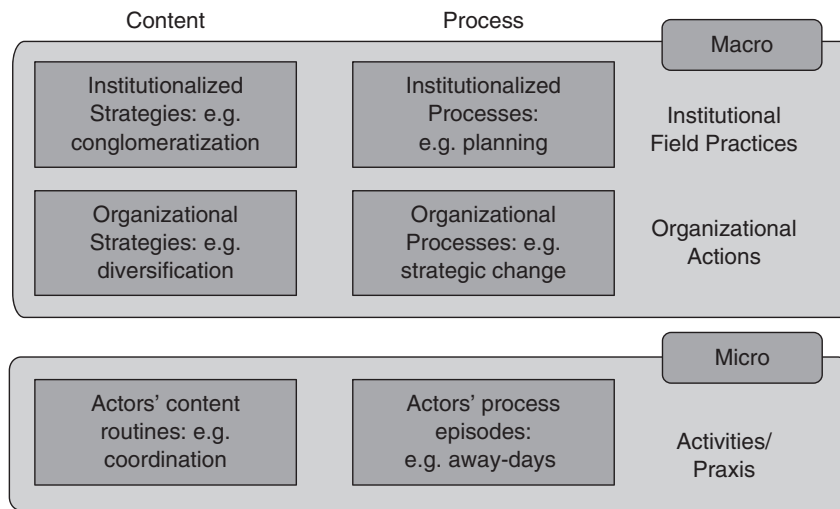 Content
Process
Macro
Institutionalized
Strategies: e.g.
conglomeratization
Institutionalized
Processes:
e.g. planning
Institutional
Field Practices
Organizational
Strategies: e.g.
diversification
Organizational
Processes: e.g.
strategic change
Organizational
Actions
Micro
Actors’ content
routines: e.g.
coordination
Actors’ process
episodes:
e.g. away-days
Activities/
Praxis